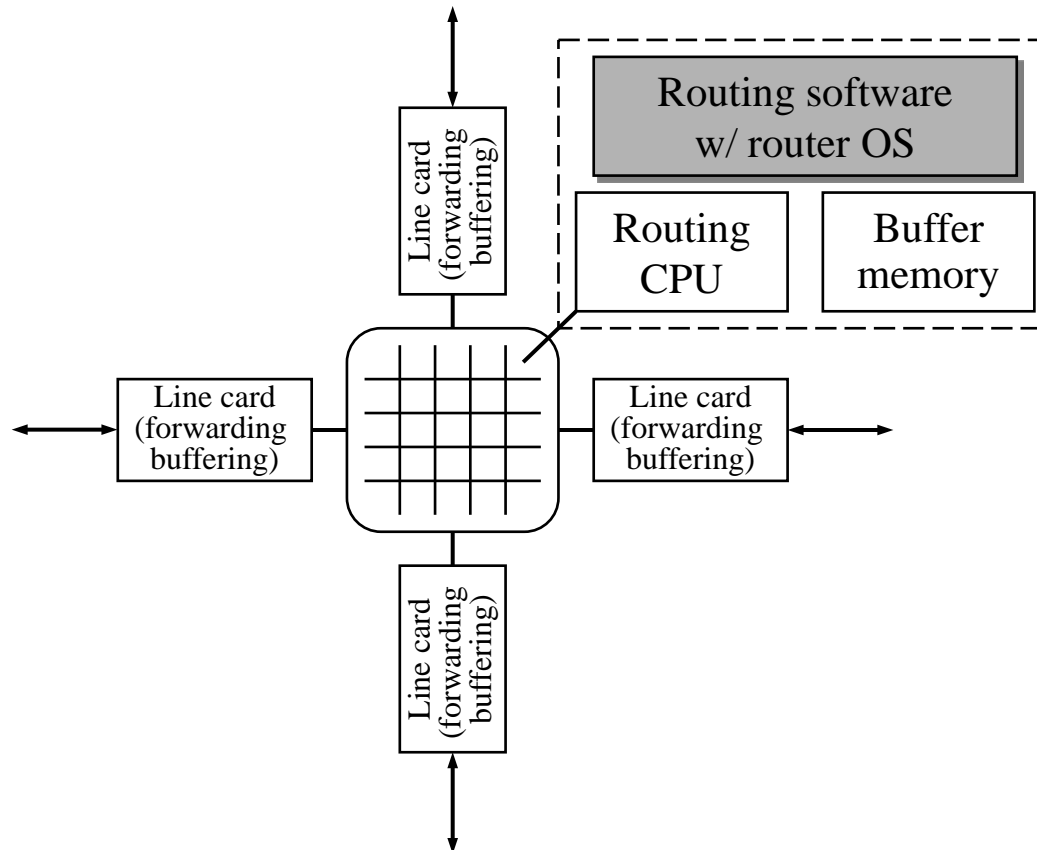 Routing software
w/ router OS
Routing
CPU
Buffer
memory
Line card
(forwarding
buffering)
Line card
(forwarding
buffering)
Line card
(forwarding
buffering)
Line card
(forwarding
buffering)